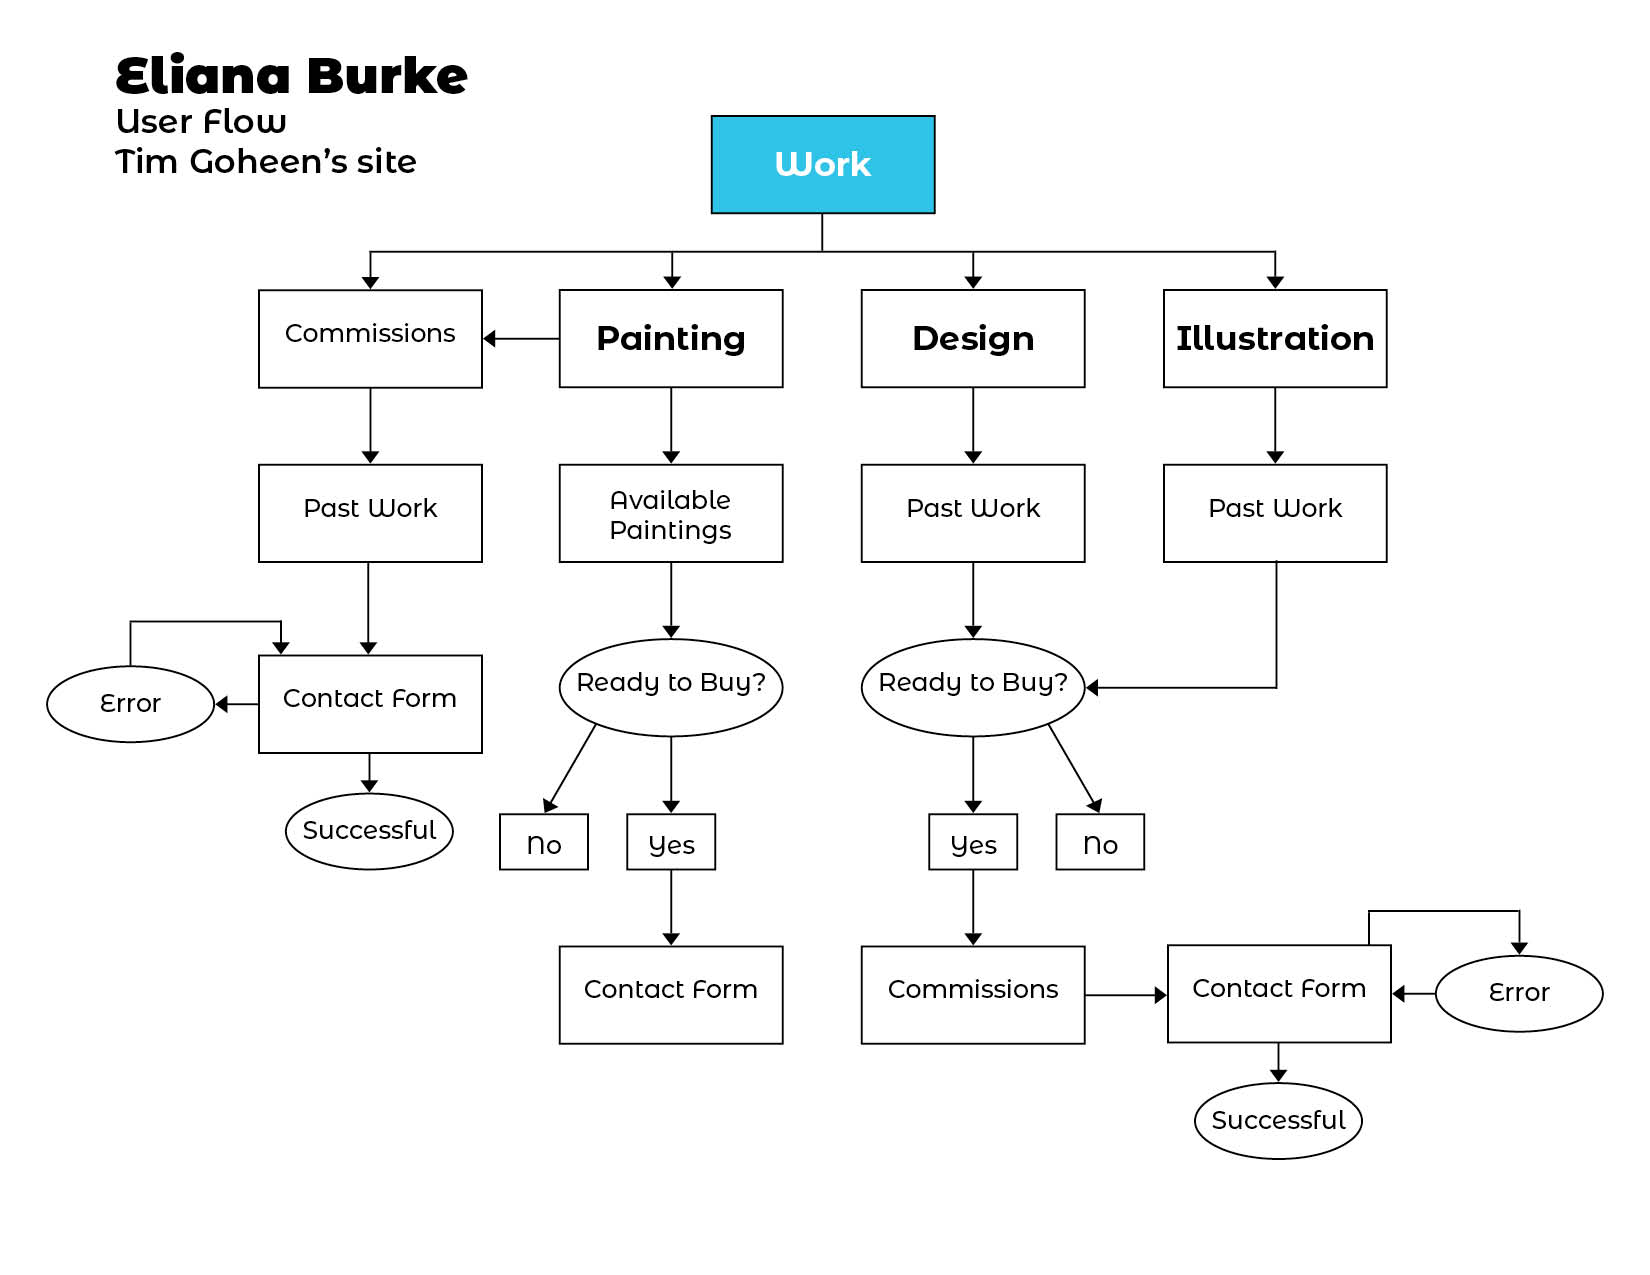 Eliana Burke
User Flow
Tim Goheen's site
Work
Commissions
Painting
Design
Illustration
Past Work
Available
Paintings
Past Work
Past Work
Error
Contact Form
Ready to Buy?
Ready to Buy?
Successful
No
Yes
Yes
No
Contact Form
Commissions
Contact Form
Error
Successful